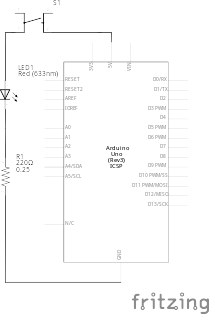 S1
LED1
Red (633nm)
3V3
5V
VIN
RESET
RESET2
AREF
IOREF
A0
A1
A2
A3
A4/SDA
A5/SCL
N/C
Arduino
Uno
(Rev3)
ICSP
D0/RX
D1/TX
D2
D3 PWM
D4
D5 PWM
D6 PWM
D7
D8
D9 PWM
D10 PWM/SS
D11 PWM/MOSI
D12/MISO
D13/SCK
R1
220Ω
0,25
GND
fritzing